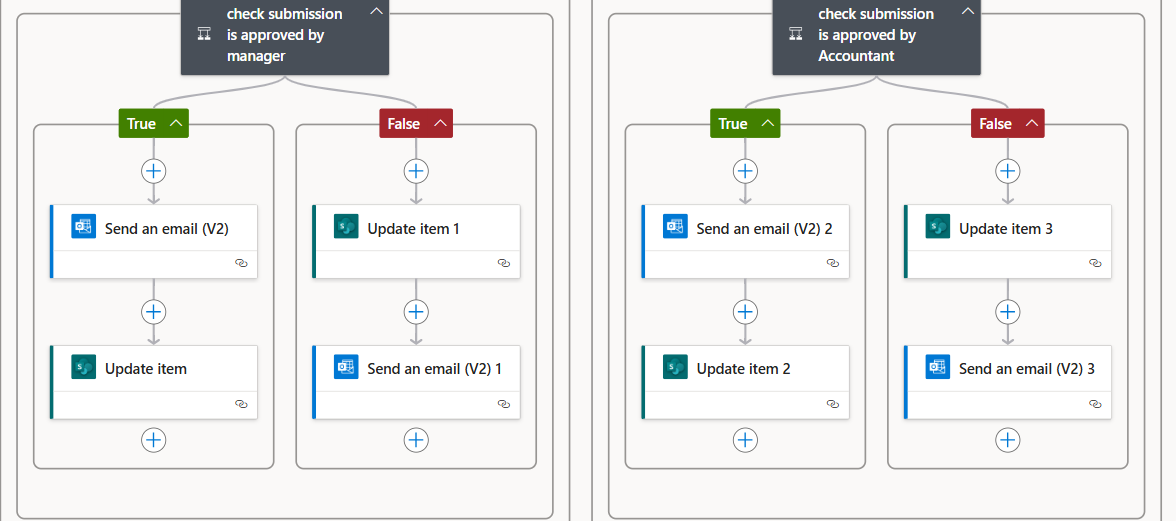 check submission
is approved by
manager
True
False
Send an email (V2)
Update item 1
Update item
Send an email (V2) 1
check submission
is approved by
Accountant
True
False
Send an email (V2) 2
Update item 3
Update item 2
Send an email (V2) 3